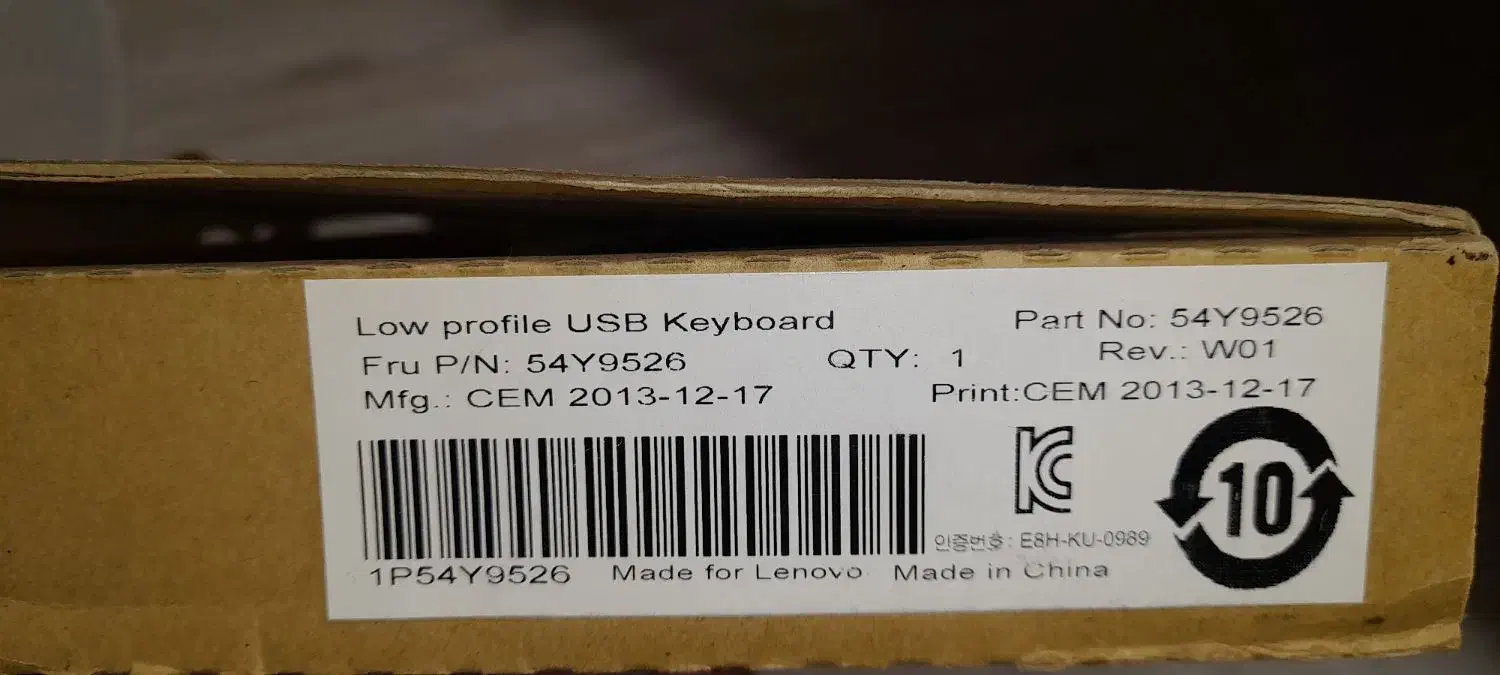 Low profile USB Keyboard Part No: 54Y9526
Fru P/N: 54Y9526 QTY: 1 Rev.: W01
Mfg.: CEM 2013-12-17 Print:CEM 2013-12-17
KC
10
인증번호: E8H-KU-0989
1P54Y9526 Made for Lenovo Made in China